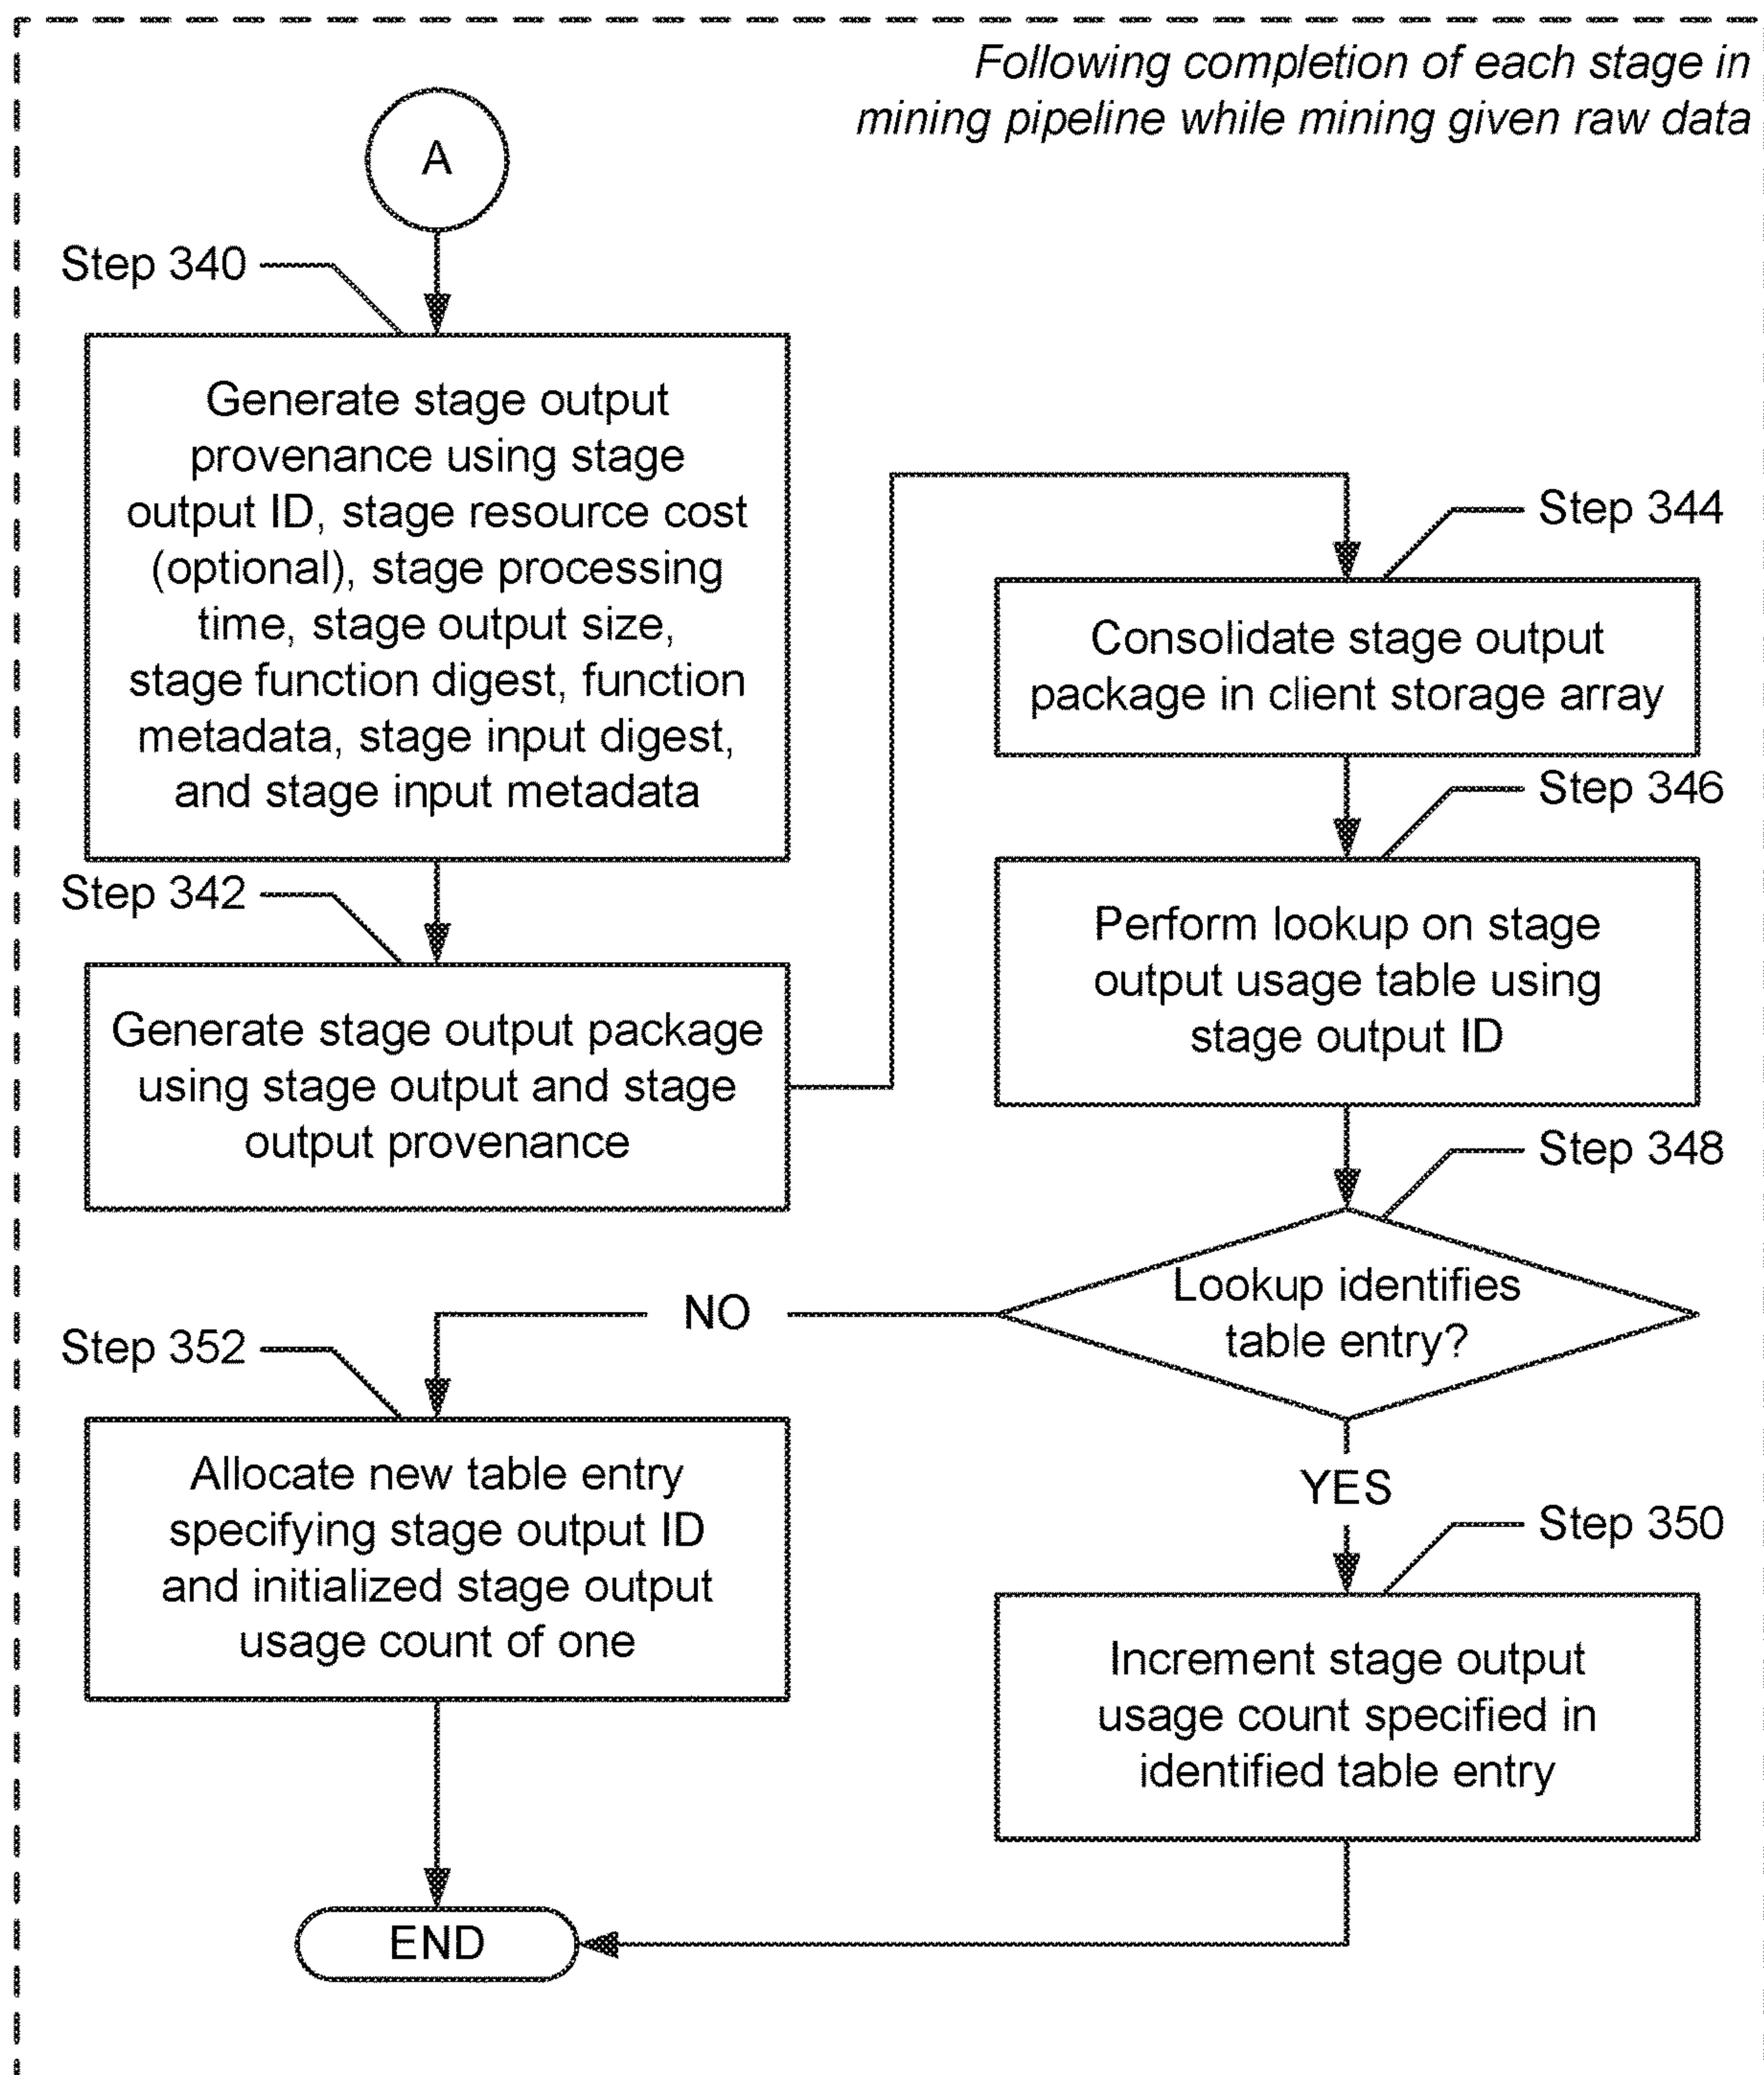 Following completion of each stage in
mining pipeline while mining given raw data
A
Step 340
Generate stage output
provenance using stage
output ID, stage resource cost
(optional), stage processing
time, stage output size,
stage function digest, function
metadata, stage input digest,
and stage input metadata
Step 342
Generate stage output package
using stage output and stage
output provenance
Step 344
Consolidate stage output
package in client storage array
Step 346
Perform lookup on stage
output usage table using
stage output ID
Step 348
Lookup identifies
table entry?
NO
Step 352
Allocate new table entry
specifying stage output ID
and initialized stage output
usage count of one
YES
Step 350
Increment stage output
usage count specified in
identified table entry
END